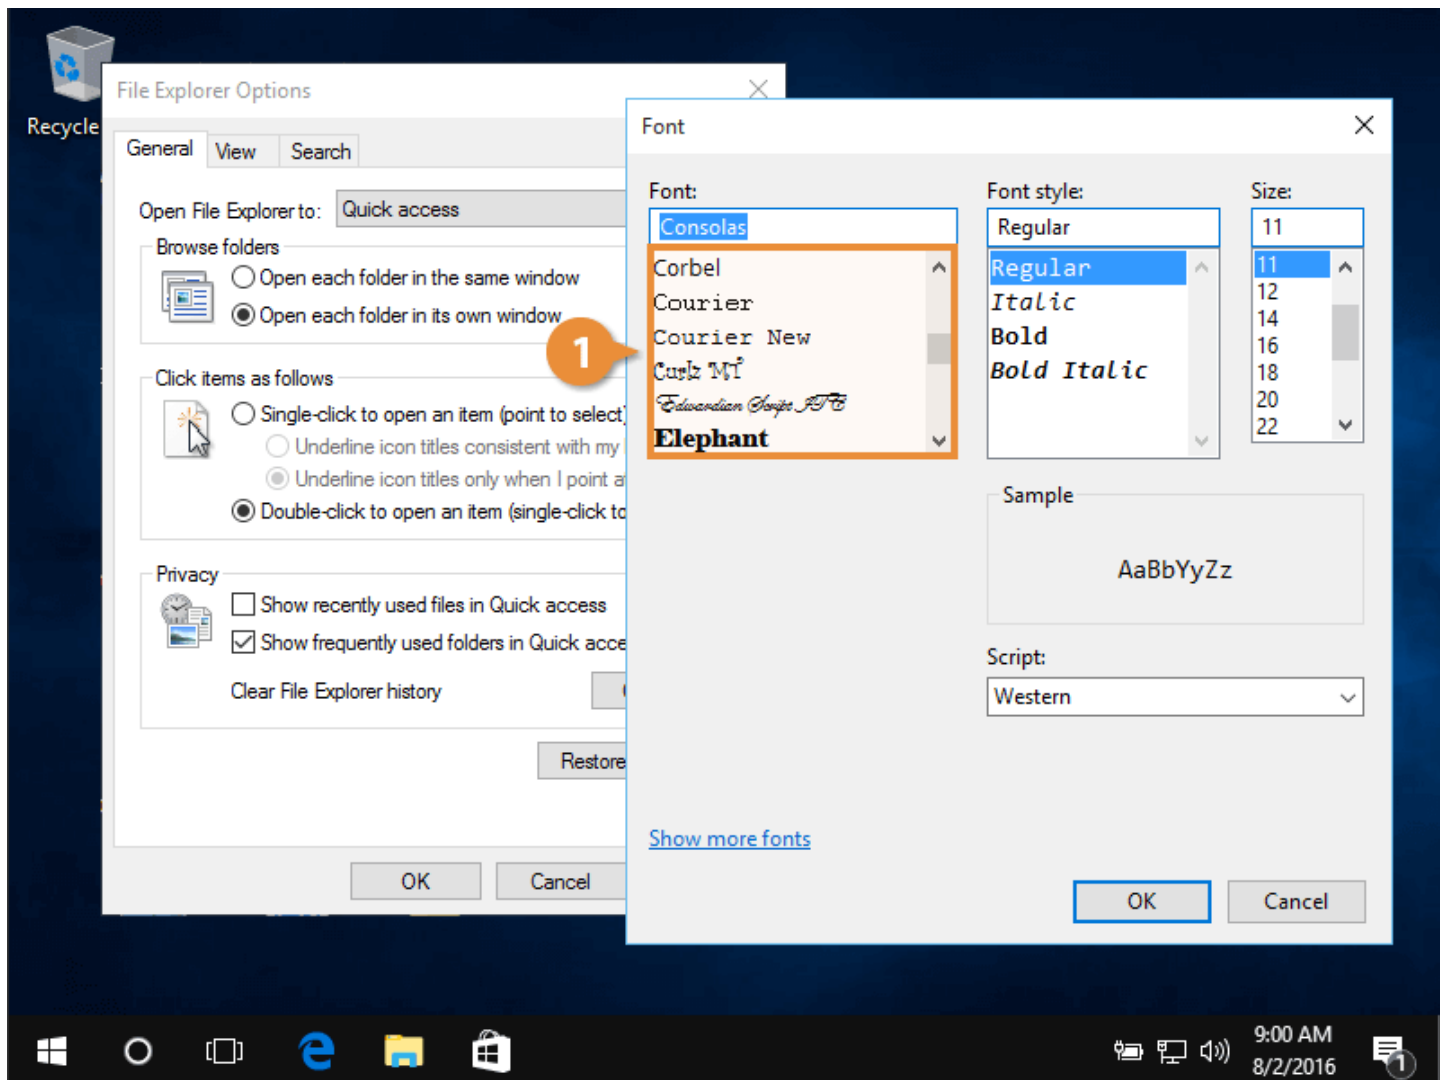 Recycle
File Explorer Options
General
View
Search
Open File Explorer to:
Quick access
Browse folders
Open each folder in the same window
Open each folder in its own window
Click items as follows
Single-click to open an item (point to select)
Underline icon titles consistent with my
Underline icon titles only when I point a
Double-click to open an item (single-click to
Privacy
Show recently used files in Quick access
Show frequently used folders in Quick acce
Clear File Explorer history
Restore
OK
Cancel
1
Font
Font:
Font style:
Size:
Consolas
Regular
11
Corbel
Courier
Courier New
Curlz MT
Edwardian Script ITC
Elephant
Regular
Italic
Bold
Bold Italic
11
12
14
16
18
20
22
Sample
AaBbYyZz
Script:
Western
Show more fonts
OK
Cancel
9:00 AM
8/2/2016
1